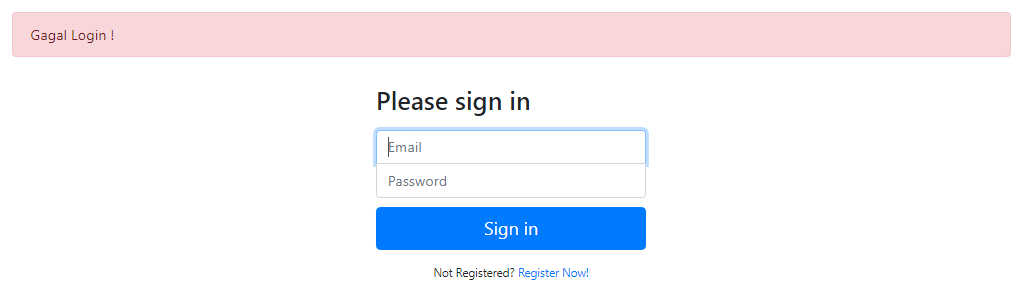 Gagal Login !
Please sign in
Email
Password
Sign in
Not Registered? Register Now!